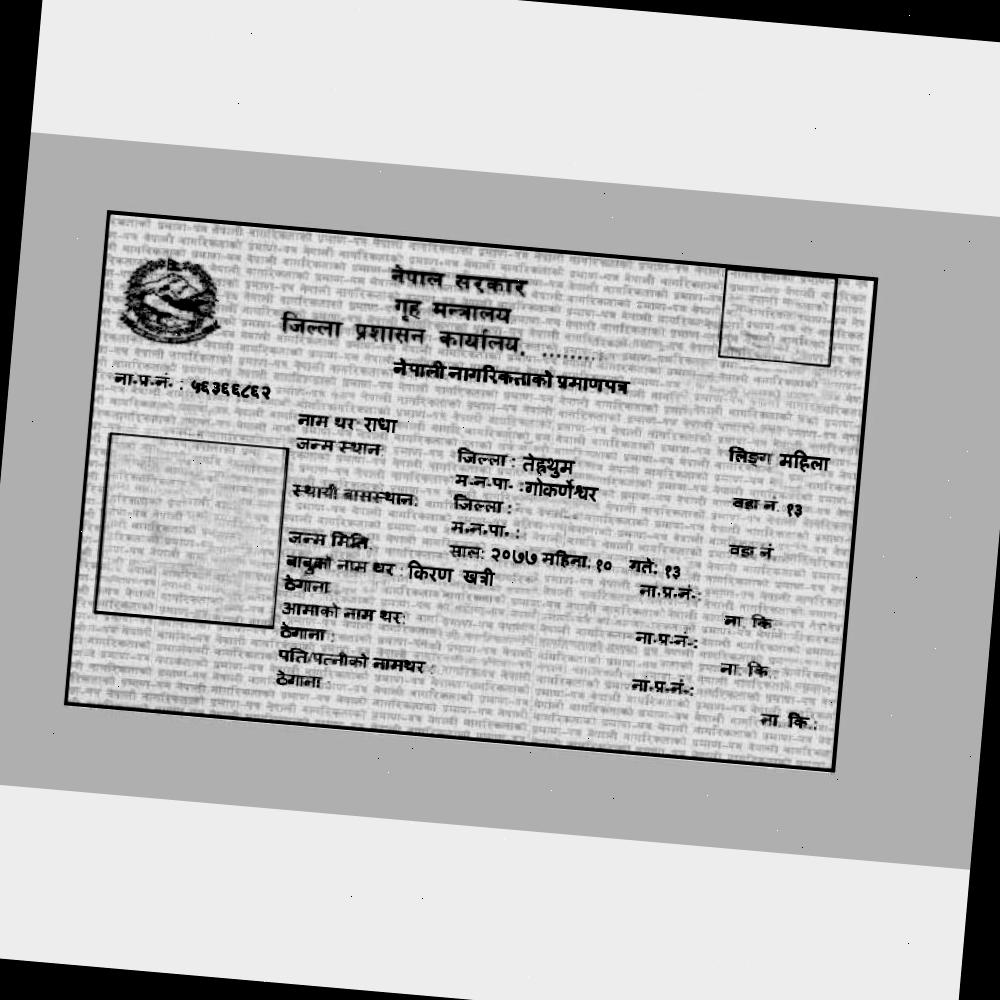 नेपाल सरकार
गृह मन्त्रालय
जिल्ला प्रशासन कार्यालय, ........
नेपाली नागरिकताको प्रमाणपत्र
ना.प्र.नं. : ५६३६६८६२
नाम थर राधा लिङ्ग महिला
जन्म स्थान जिल्ला : तेह्रथुम
म.न.पा. : गोकर्णेश्वर वडा नं. १३
स्थायी बासस्थान: जिल्ला :
म.न.पा. : वडा नं.
जन्म मिति साल: २०७७ महिना: १० गते: १३
बाबुको नाम थर : किरण खत्री ना.प्र.नं.:
ठेगाना ना. कि.
आमाको नाम थर: ना.प्र.नं.:
ठेगाना : ना. कि.:
पति/पत्नीको नामथर : ना.प्र.नं.:
ठेगाना : ना. कि.: